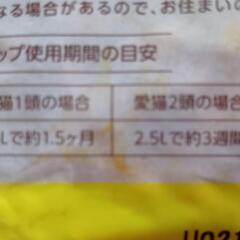 なる場合があるので、お住まいの
ップ使用期間の目安
猫1頭の場合 愛猫2頭の場合
Lで約1.5ヶ月 2.5Lで約3週間